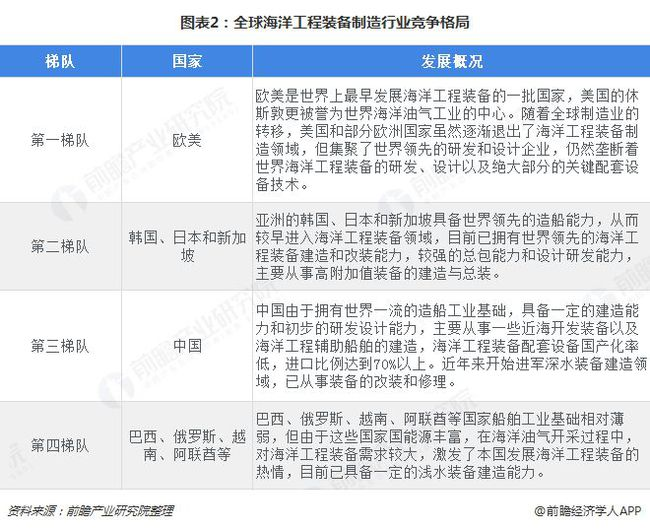 图表2：全球海洋工程装备制造行业竞争格局
梯队
国家
发展概况
第一梯队
欧美
欧美是世界上最早发展海洋工程装备的一批国家，美国的休
斯敦更被誉为世界海洋油气工业的中心。随着全球制造业的
转移，美国和部分欧洲国家虽然逐渐退出了海洋工程装备制
造领域，但集聚了世界领先的研发和设计企业，仍然垄断着
世界海洋工程装备的研发、设计以及绝大部分的关键配套设
备技术。
第二梯队
韩国、日本和新加
坡
亚洲的韩国、日本和新加坡具备世界领先的造船能力，从而
较早进入海洋工程装备领域，目前已拥有世界领先的海洋工
程装备建造和改装能力，较强的总包能力和设计研发能力，
主要从事高附加值装备的建造与总装。
第三梯队
中国
中国由于拥有世界一流的造船工业基础，具备一定的建造能
力和初步的研发设计能力，主要从事一些近海开发装备以及
海洋工程辅助船舶的建造，海洋工程装备配套设备国产化率
低，进口比例达到70%以上。近年来开始进军深水装备建造领
域，已从事装备的改装和修理。
第四梯队
巴西、俄罗斯、越
南、阿联酋等
巴西、俄罗斯、越南、阿联酋等国家船舶工业基础相对薄
弱，但由于这些国家国能源丰富，在海洋油气开采过程中，
对海洋工程装备需求较大，激发了本国发展海洋工程装备的
热情，目前已具备一定的浅水装备建造能力。
资料来源：前瞻产业研究院整理
@前瞻经济学人APP
前瞻产业研究院
前瞻产业研究院